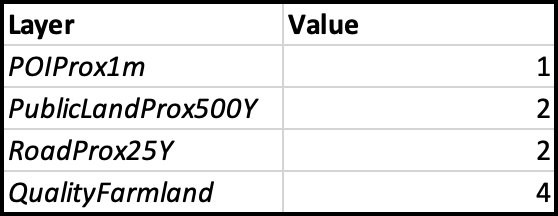 Layer Value
POIProx1m 1
PublicLandProx500Y 2
RoadProx25Y 2
QualityFarmland 4